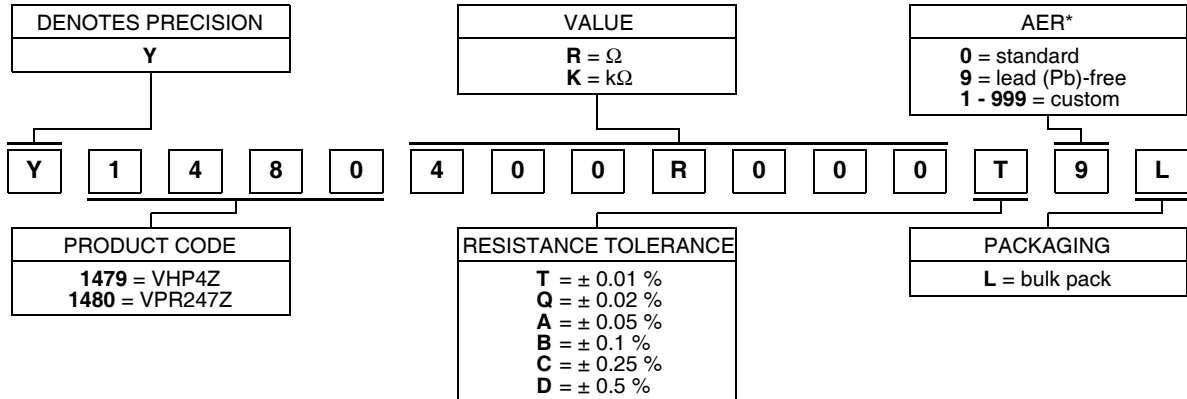 DENOTES PRECISION
Y
VALUE
R = Ω
K = kΩ
AER*
0 = standard
9 = lead (Pb)-free
1 - 999 = custom
Y 1 4 8 0 4 0 0 R 0 0 0 T 9 L
PRODUCT CODE
1479 = VHP4Z
1480 = VPR247Z
RESISTANCE TOLERANCE
T = ± 0.01 %
Q = ± 0.02 %
A = ± 0.05 %
B = ± 0.1 %
C = ± 0.25 %
D = ± 0.5 %
PACKAGING
L = bulk pack